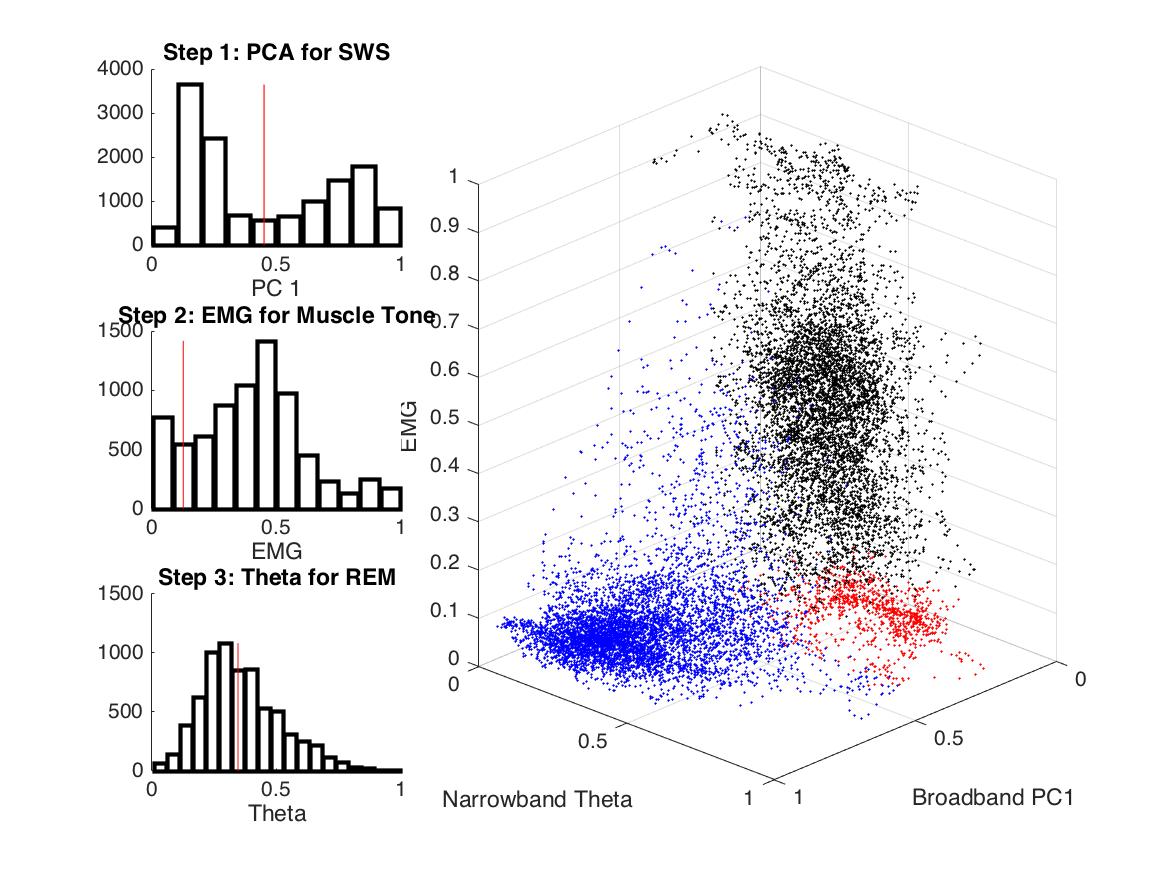 Step 1: PCA for SWS
4000
3000
2000
1000
0
0 0.5 1
PC 1
Step 2: EMG for Muscle Tone
1500
1000
500
0
0 0.5 1
EMG
Step 3: Theta for REM
1500
1000
500
0
0 0.5 1
Theta
1
0.9
0.8
0.7
0.6
0.5
0.4
0.3
0.2
0.1
0
EMG
0
0.5
1
Narrowband Theta
1
0.5
0
Broadband PC1